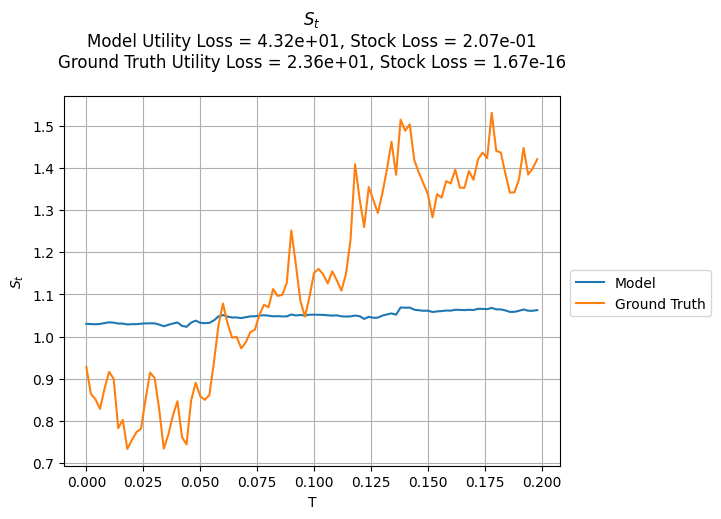 S_t
Model Utility Loss = 4.32e+01, Stock Loss = 2.07e-01
Ground Truth Utility Loss = 2.36e+01, Stock Loss = 1.67e-16
1.5
1.4
1.3
1.2
1.1
1.0
0.9
0.8
0.7
S_t
0.000 0.025 0.050 0.075 0.100 0.125 0.150 0.175 0.200
T
Model
Ground Truth